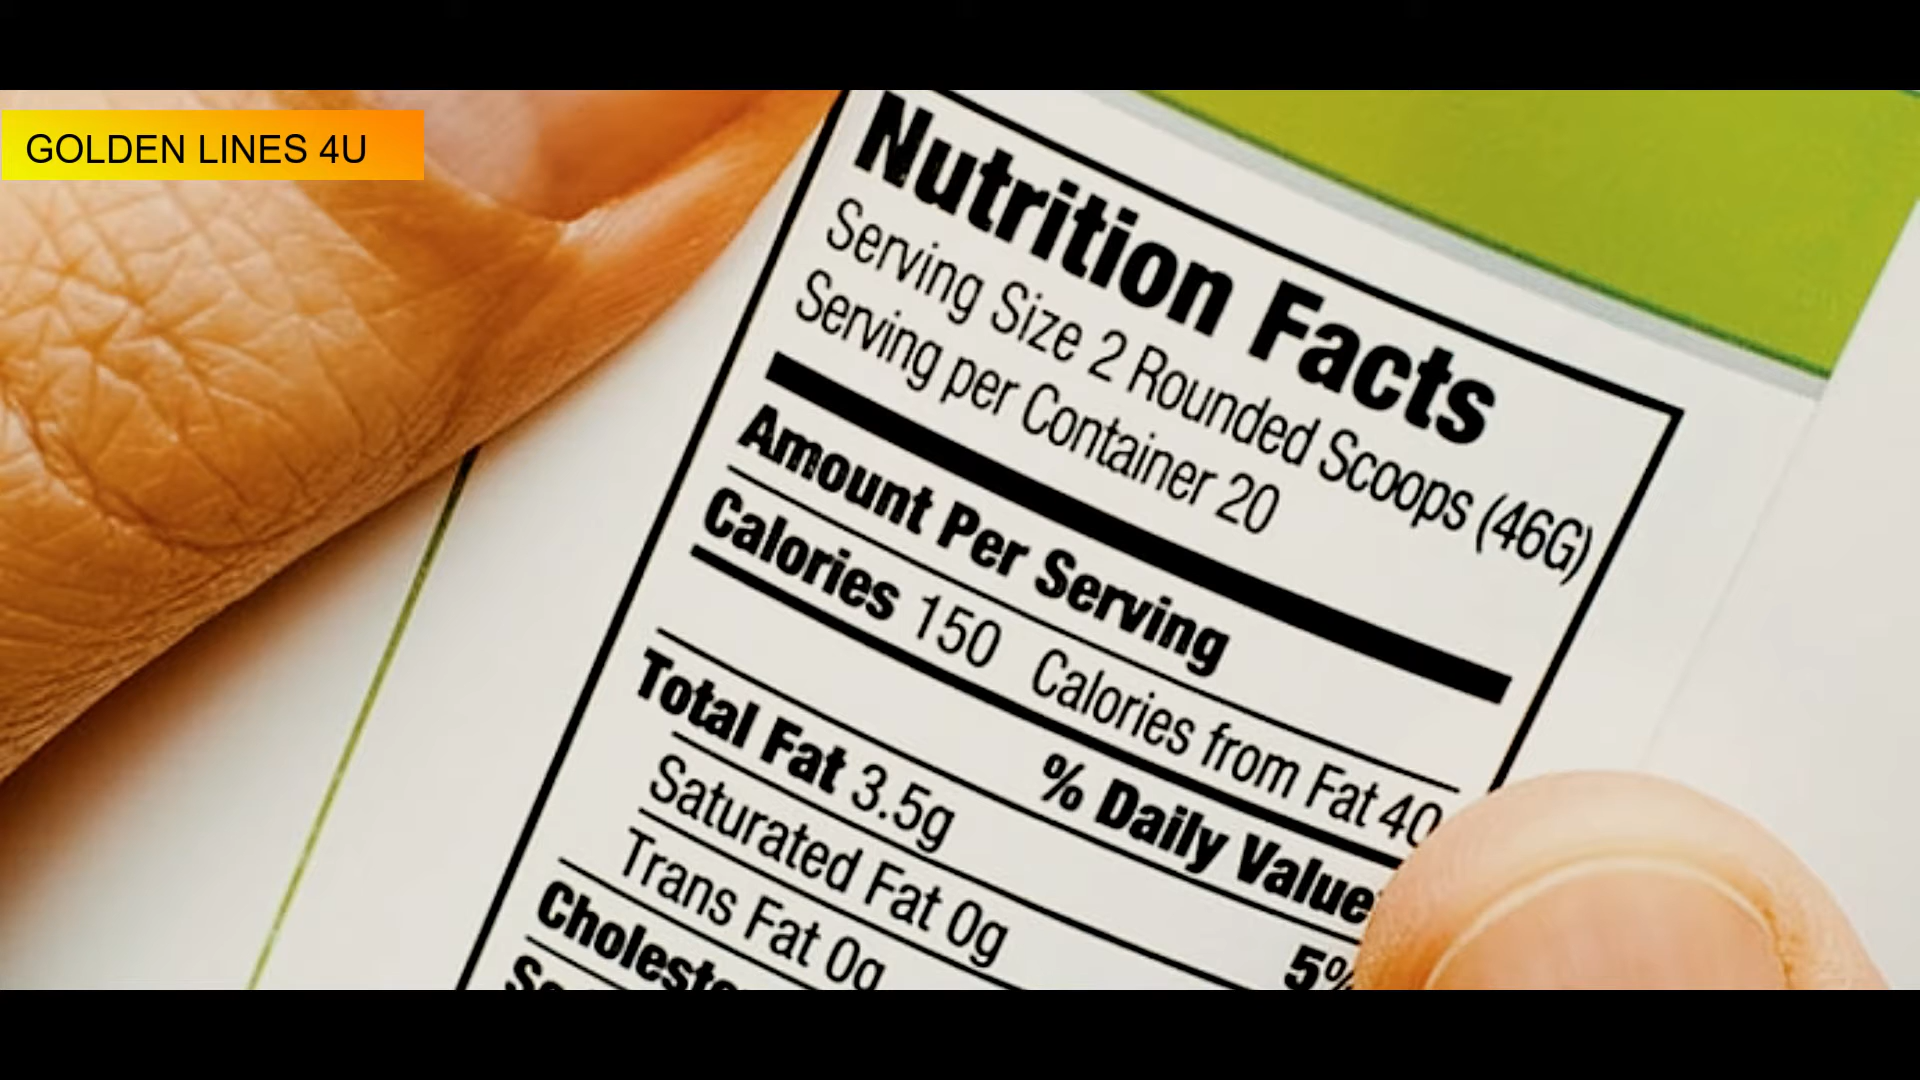 GOLDEN LINES 4U
Nutrition Facts
Serving Size 2 Rounded Scoops (46G)
Serving per Container 20
Amount Per Serving
Calories 150 Calories from Fat 40
% Daily Value
Total Fat 3.5g 5%
Saturated Fat 0g
Trans Fat 0g